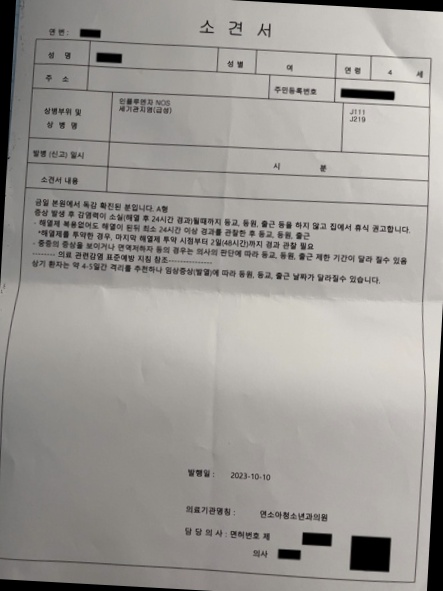 소 견 서
연 번 :
성 명 성 별 여 연 령 4 세
주 소 주민등록번호
상병부위 및
상 병 명
인플루엔자 NOS
세기관지염(급성)
J111
J219
발병 (신고) 일시 시 분
소견서 내용
금일 본원에서 독감 확진된 분입니다. A형
증상 발생 후 감염력이 소실(해열 후 24시간 경과)될때까지 등교, 등원, 출근 등을 하지 않고 집에서 휴식 권고합니다.
- 해열제 복용없어도 해열이 된뒤 최소 24시간 이상 경과를 관찰한 후 등교, 등원, 출근
*해열제를 투약한 경우, 마지막 해열제 투약 시점부터 2일(48시간)까지 경과 관찰 필요
- 중증의 증상을 보이거나 면역저하자 등의 경우는 의사의 판단에 따라 등교, 등원, 출근 제한 기간이 달라 질수 있음
-------- 의료 관련감염 표준예방 지침 참조----------------
상기 환자는 약 4-5일간 격리를 추천하나 임상증상(발열)에 따라 등원, 등교, 출근 날짜가 달라질수 있습니다.
발행일 : 2023-10-10
의료기관명칭 : 연소아청소년과의원
담 당 의 사 : 면허번호 제
의사